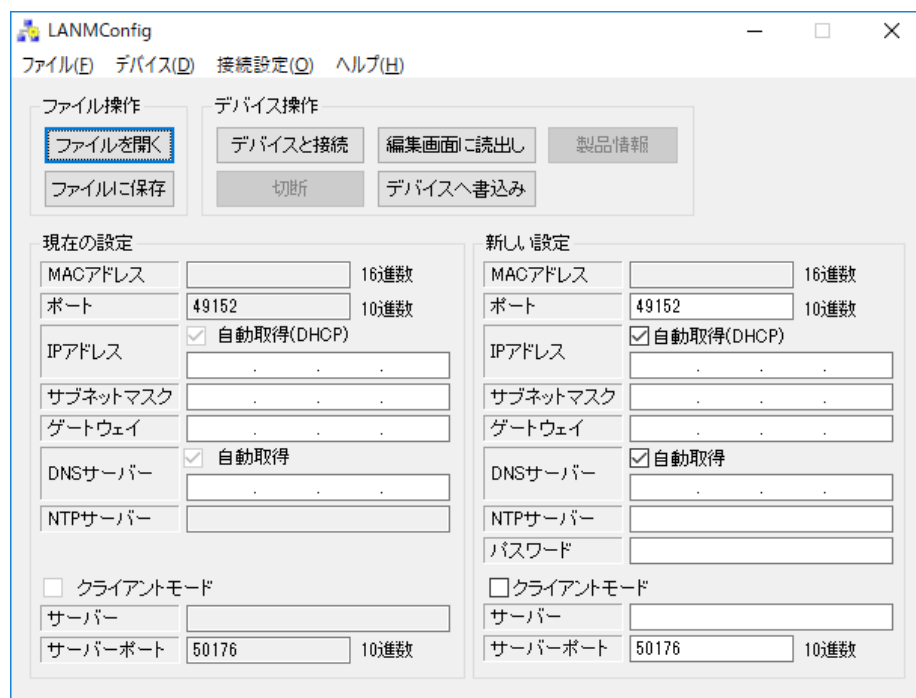 LANMConfig
ファイル(F) デバイス(D) 接続設定(O) ヘルプ(H)
ファイル操作
ファイルを開く
ファイルに保存
デバイス操作
デバイスと接続 編集画面に読出し 製品情報
切断 デバイスへ書込み
現在の設定
MACアドレス 16進数
ポート 49152 10進数
IPアドレス 自動取得(DHCP)
. . .
サブネットマスク . . .
ゲートウェイ . . .
DNSサーバー 自動取得
. . .
NTPサーバー
クライアントモード
サーバー
サーバーポート 50176 10進数
新しい設定
MACアドレス 16進数
ポート 49152 10進数
IPアドレス 自動取得(DHCP)
. . .
サブネットマスク . . .
ゲートウェイ . . .
DNSサーバー 自動取得
. . .
NTPサーバー
パスワード
クライアントモード
サーバー
サーバーポート 50176 10進数